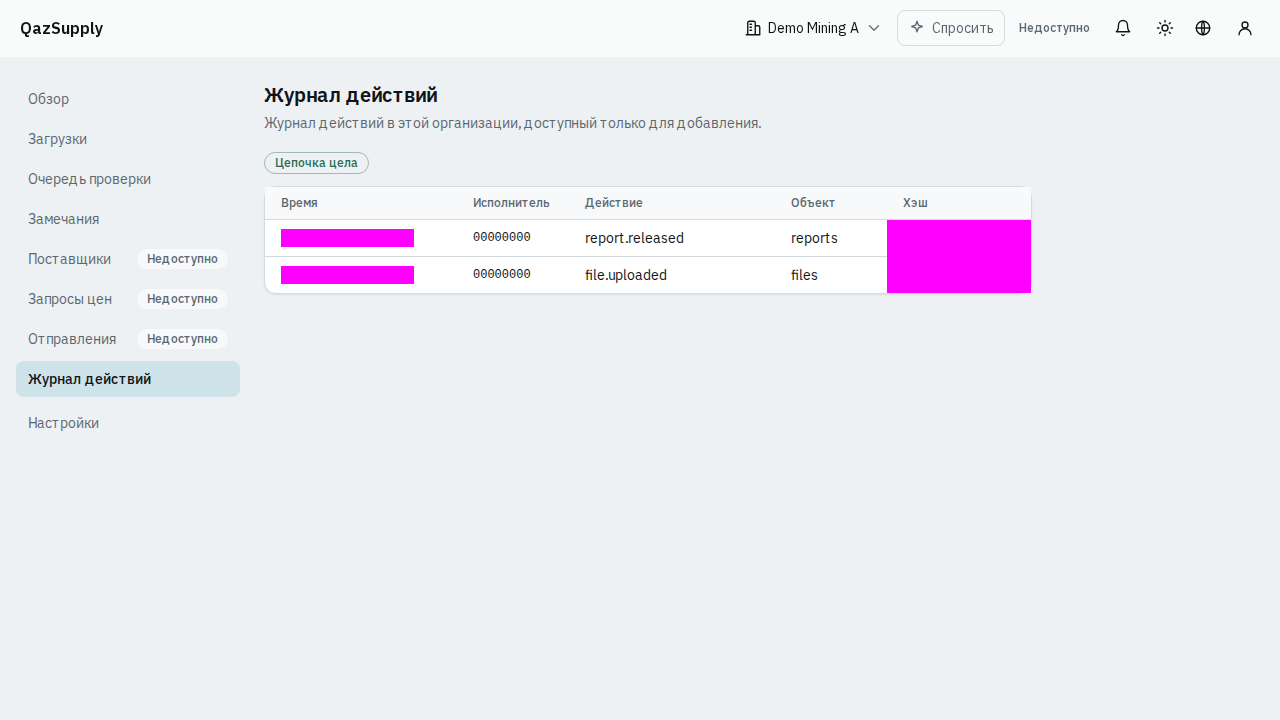 QazSupply
Demo Mining A
Спросить
Недоступно
Обзор
Загрузки
Очередь проверки
Замечания
Поставщики Недоступно
Запросы цен Недоступно
Отправления Недоступно
Журнал действий
Настройки
Журнал действий
Журнал действий в этой организации, доступный только для добавления.
Цепочка цела
Время Исполнитель Действие Объект Хэш
00000000 report.released reports
00000000 file.uploaded files